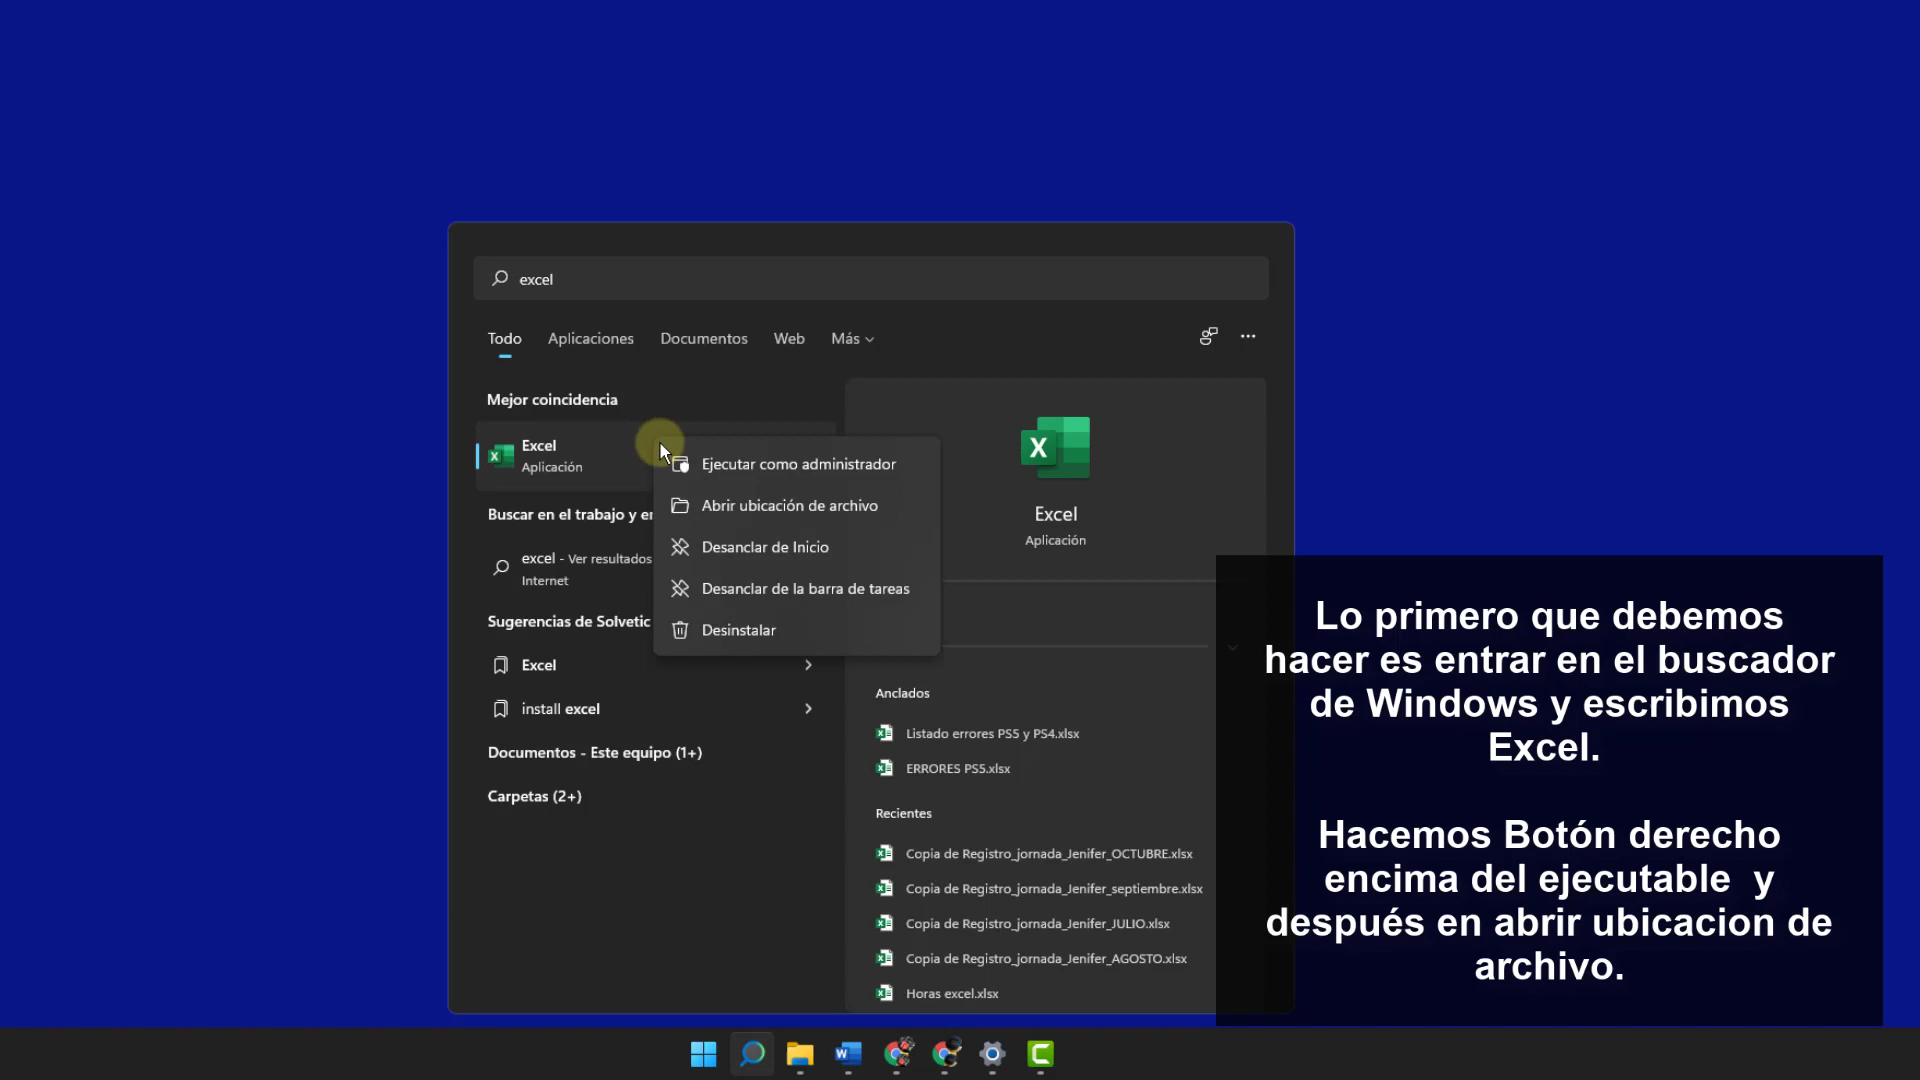 excel
Todo Aplicaciones Documentos Web Más
Mejor coincidencia
Excel
Aplicación
Buscar en el trabajo y
excel - Ver resultados
Internet
Sugerencias de Solvetic
Excel
install excel
Documentos - Este equipo (1+)
Carpetas (2+)
Ejecutar como administrador
Abrir ubicación de archivo
Desanclar de Inicio
Desanclar de la barra de tareas
Desinstalar
Excel
Aplicación
Anclados
Listado errores PS5 y PS4.xlsx
ERRORES PS5.xlsx
Recientes
Copia de Registro_jornada_Jenifer_OCTUBRE.xlsx
Copia de Registro_jornada_Jenifer_septiembre.xlsx
Copia de Registro_jornada_Jenifer_JULIO.xlsx
Copia de Registro_jornada_Jenifer_AGOSTO.xlsx
Horas excel.xlsx
Lo primero que debemos
hacer es entrar en el buscador
de Windows y escribimos
Excel.
Hacemos Botón derecho
encima del ejecutable y
después en abrir ubicacion de
archivo.